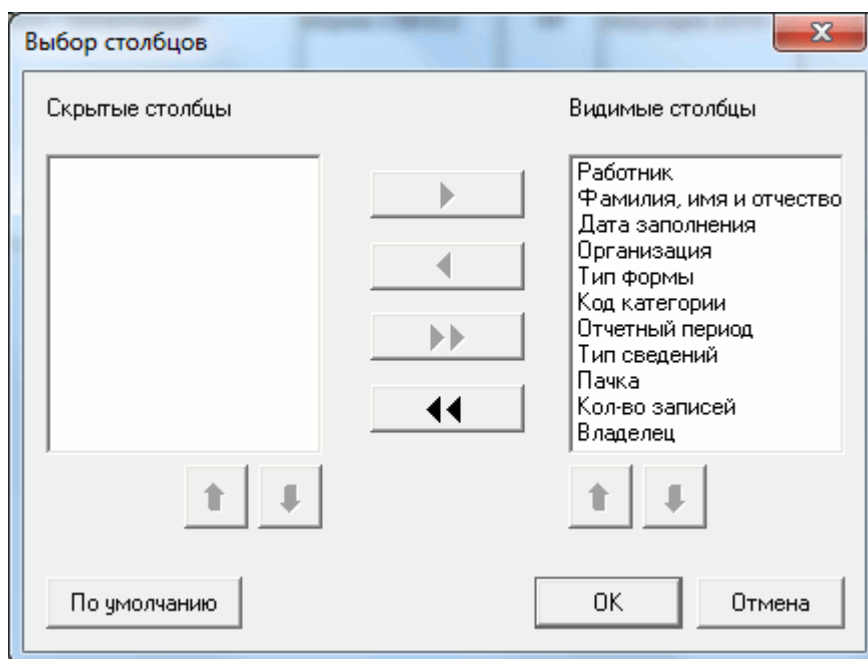 Выбор столбцов
Скрытые столбцы
Видимые столбцы
Работник
Фамилия, имя и отчество
Дата заполнения
Организация
Тип формы
Код категории
Отчетный период
Тип сведений
Пачка
Кол-во записей
Владелец
По умолчанию
OK
Отмена